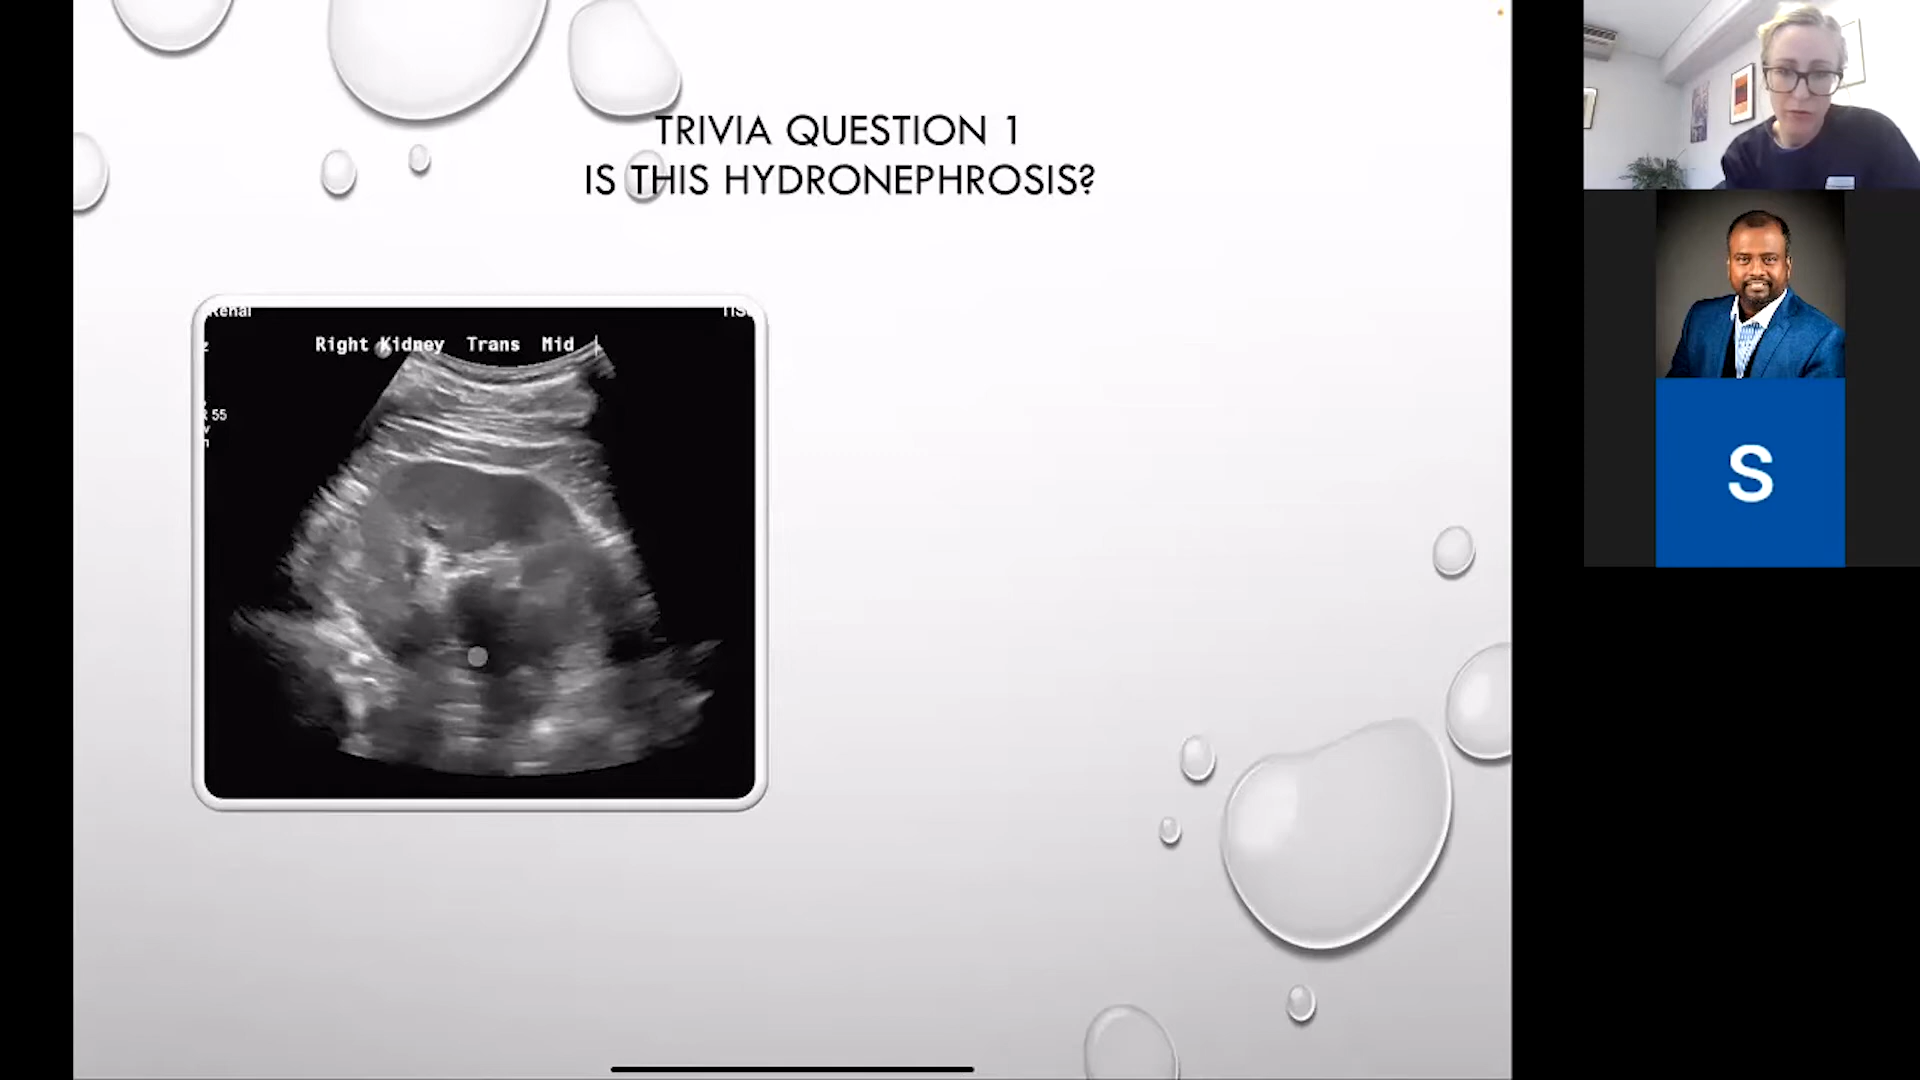 TRIVIA QUESTION 1
IS THIS HYDRONEPHROSIS?
Renal
Right Kidney Trans Mid
55
S